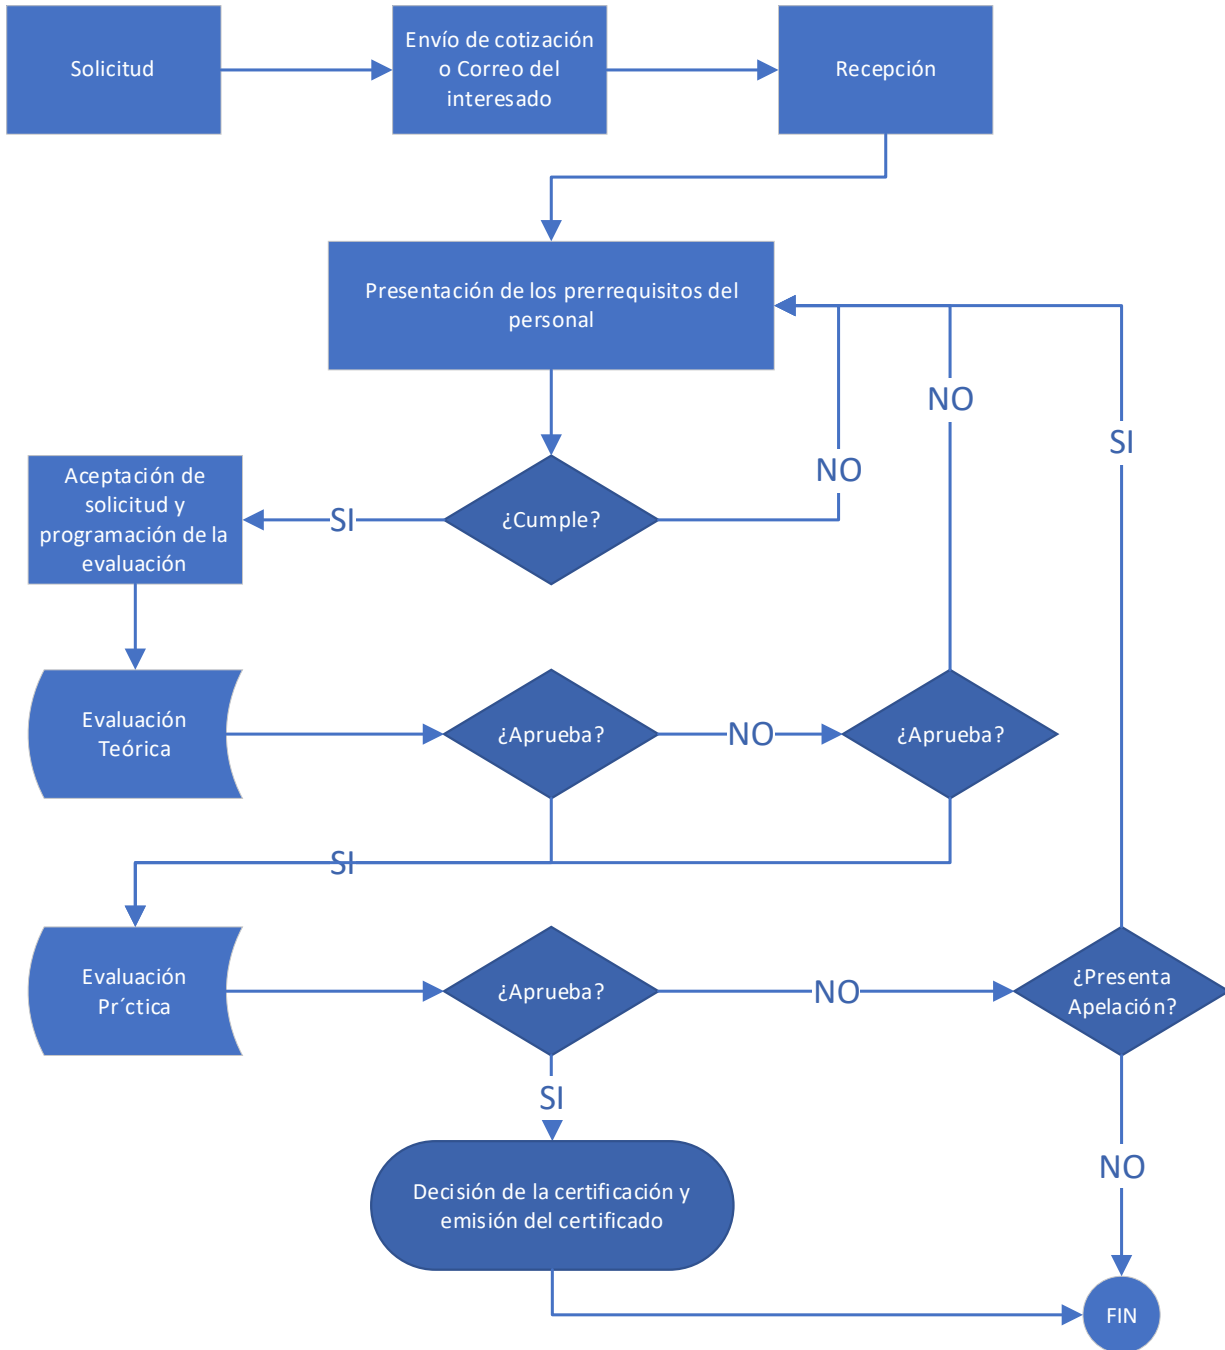 Solicitud
Envío de cotización
o Correo del
interesado
Recepción
Presentación de los prerrequisitos del
personal
NO
SI
NO
Aceptación de
solicitud y
programación de la
evaluación
SI
¿Cumple?
Evaluación
Teórica
¿Aprueba?
NO
¿Aprueba?
SI
Evaluación
Pr´ctica
¿Aprueba?
NO
¿Presenta
Apelación?
SI
NO
Decisión de la certificación y
emisión del certificado
FIN